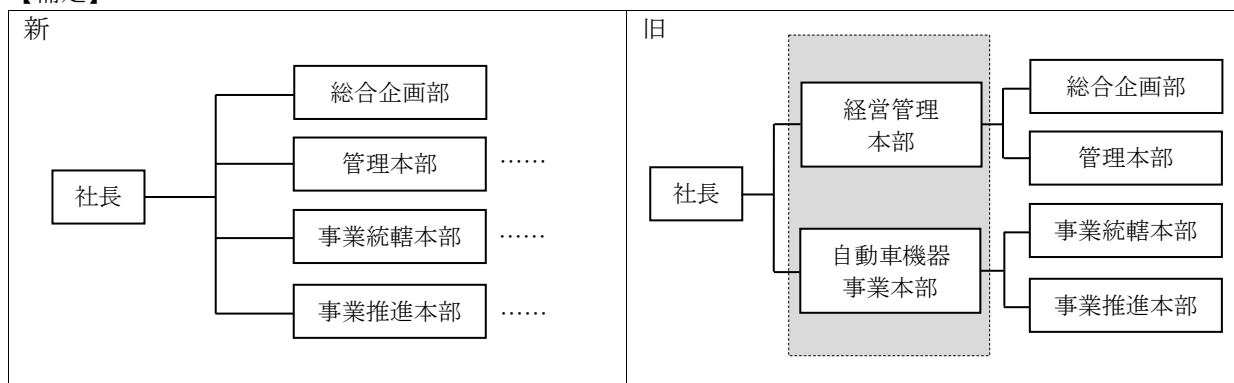 新
総合企画部
管理本部 ……
社長
事業統轄本部 ……
事業推進本部 ……
旧
総合企画部
経営管理
本部
管理本部
社長
事業統轄本部
自動車機器
事業本部
事業推進本部